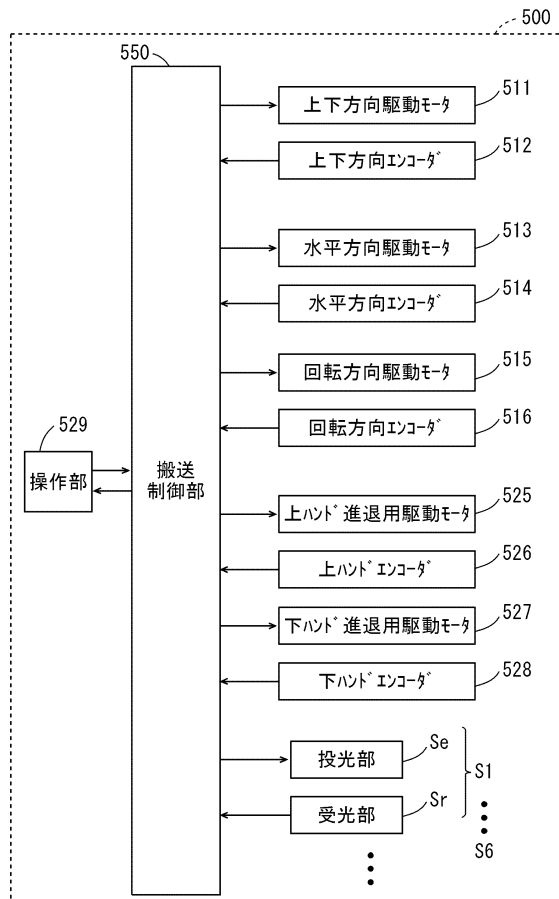 500
550
上下方向駆動モータ
511
上下方向エンコーダ
512
水平方向駆動モータ
513
水平方向エンコーダ
514
回転方向駆動モータ
515
回転方向エンコーダ
516
529
操作部
搬送
制御部
上ハンド進退用駆動モータ
525
上ハンドエンコーダ
526
下ハンド進退用駆動モータ
527
下ハンドエンコーダ
528
投光部
Se
S1
受光部
Sr
S6